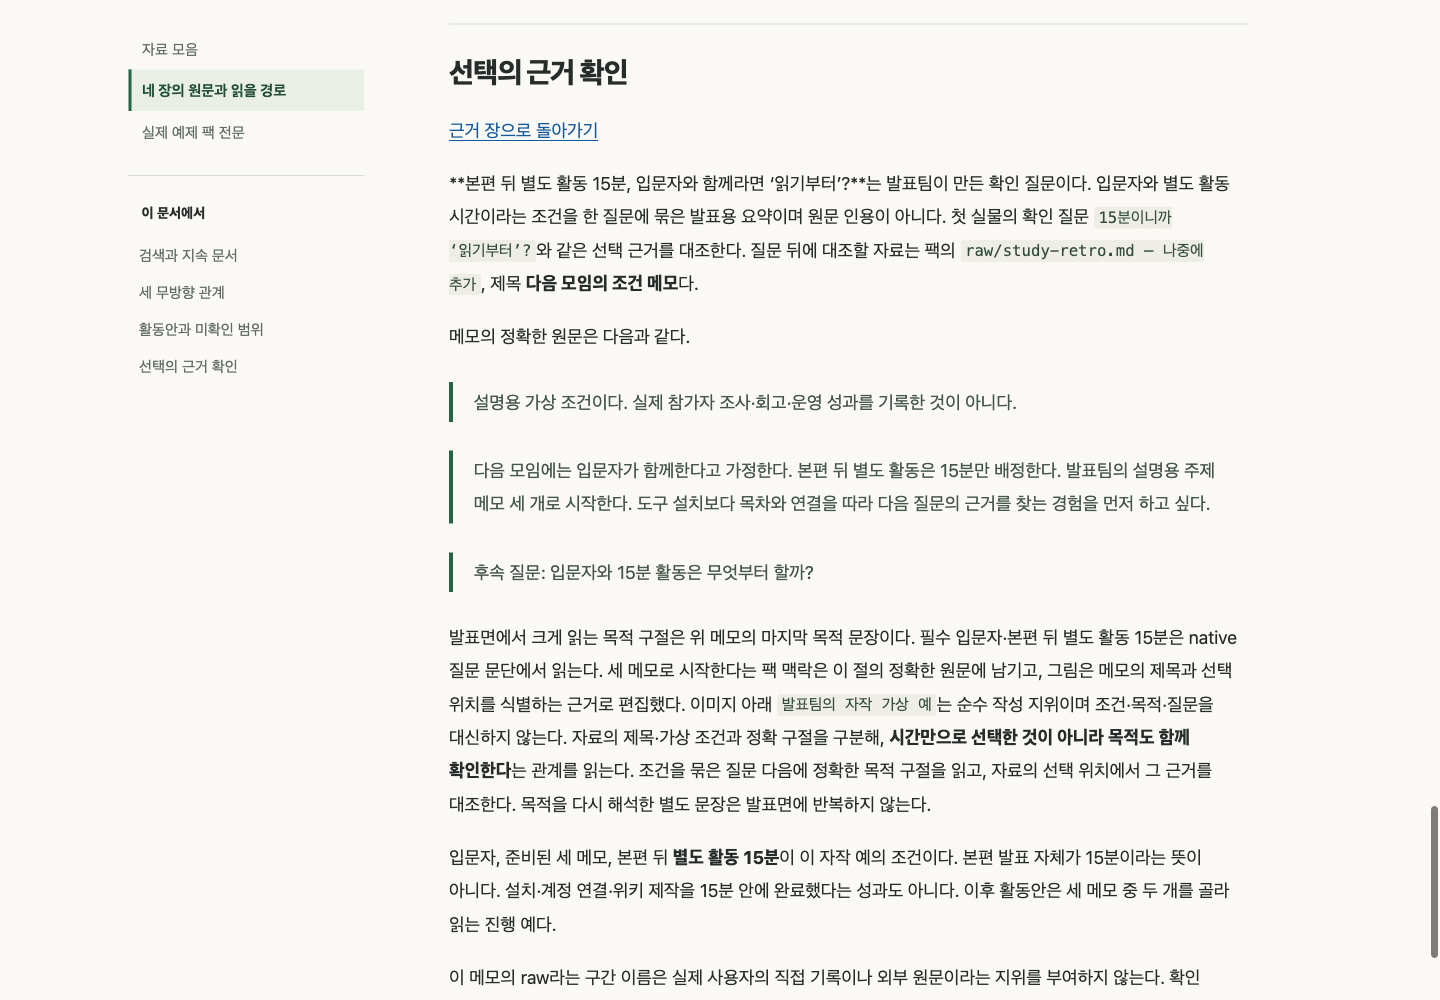 자료 모음
네 장의 원문과 읽을 경로
실제 예제 팩 전문
이 문서에서
검색과 지속 문서
세 무방향 관계
활동안과 미확인 범위
선택의 근거 확인
선택의 근거 확인
근거 장으로 돌아가기
**본편 뒤 별도 활동 15분, 입문자와 함께라면 ‘읽기부터’?**는 발표팀이 만든 확인 질문이다. 입문자와 별도 활동
시간이라는 조건을 한 질문에 묶은 발표용 요약이며 원문 인용이 아니다. 첫 실물의 확인 질문 15분이니까
‘읽기부터’?와 같은 선택 근거를 대조한다. 질문 뒤에 대조할 자료는 팩의 raw/study-retro.md — 나중에
추가, 제목 다음 모임의 조건 메모다.
메모의 정확한 원문은 다음과 같다.
설명용 가상 조건이다. 실제 참가자 조사·회고·운영 성과를 기록한 것이 아니다.
다음 모임에는 입문자가 함께한다고 가정한다. 본편 뒤 별도 활동은 15분만 배정한다. 발표팀의 설명용 주제
메모 세 개로 시작한다. 도구 설치보다 목차와 연결을 따라 다음 질문의 근거를 찾는 경험을 먼저 하고 싶다.
후속 질문: 입문자와 15분 활동은 무엇부터 할까?
발표면에서 크게 읽는 목적 구절은 위 메모의 마지막 목적 문장이다. 필수 입문자·본편 뒤 별도 활동 15분은 native
질문 문단에서 읽는다. 세 메모로 시작한다는 팩 맥락은 이 절의 정확한 원문에 남기고, 그림은 메모의 제목과 선택
위치를 식별하는 근거로 편집했다. 이미지 아래 발표팀의 자작 가상 예는 순수 작성 지위이며 조건·목적·질문을
대신하지 않는다. 자료의 제목·가상 조건과 정확 구절을 구분해, 시간만으로 선택한 것이 아니라 목적도 함께
확인한다는 관계를 읽는다. 조건을 묶은 질문 다음에 정확한 목적 구절을 읽고, 자료의 선택 위치에서 그 근거를
대조한다. 목적을 다시 해석한 별도 문장은 발표면에 반복하지 않는다.
입문자, 준비된 세 메모, 본편 뒤 별도 활동 15분이 이 자작 예의 조건이다. 본편 발표 자체가 15분이라는 뜻이
아니다. 설치·계정 연결·위키 제작을 15분 안에 완료했다는 성과도 아니다. 이후 활동안은 세 메모 중 두 개를 골라
읽는 진행 예다.
이 메모의 raw라는 구간 이름은 실제 사용자의 직접 기록이나 외부 원문이라는 지위를 부여하지 않는다. 확인